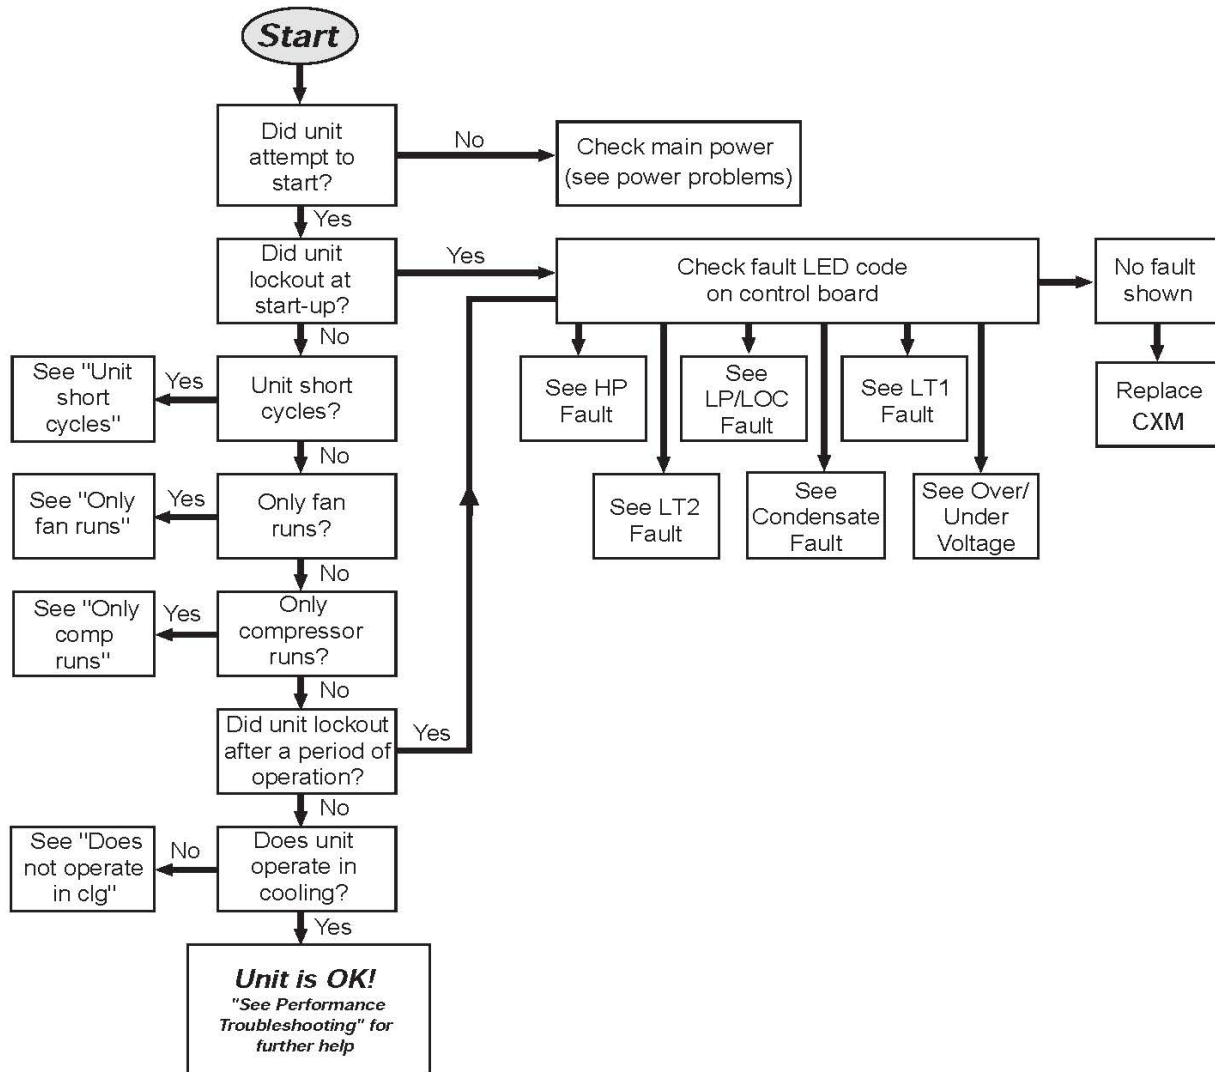 Start
Did unit
attempt to
start?
No
Check main power
(see power problems)
Yes
Did unit
lockout at
start-up?
Yes
Check fault LED code
on control board
No fault
shown
No
See "Unit
short
cycles"
Yes
Unit short
cycles?
See HP
Fault
See
LP/LOC
Fault
See LT1
Fault
Replace
CXM
No
See "Only
fan runs"
Yes
Only fan
runs?
See LT2
Fault
See
Condensate
Fault
See Over/
Under
Voltage
No
See "Only
comp
runs"
Yes
Only
compressor
runs?
No
Did unit lockout
after a period of
operation?
Yes
No
See "Does
not operate
in clg"
No
Does unit
operate in
cooling?
Yes
Unit is OK!
"See Performance
Troubleshooting" for
further help